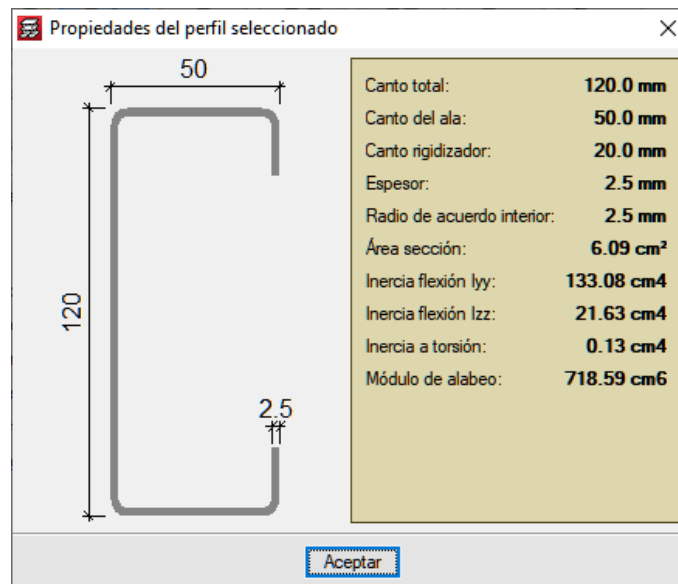 Propiedades del perfil seleccionado
50
120
2.5
Canto total: 120.0 mm
Canto del ala: 50.0 mm
Canto rigidizador: 20.0 mm
Espesor: 2.5 mm
Radio de acuerdo interior: 2.5 mm
Área sección: 6.09 cm²
Inercia flexión Iyy: 133.08 cm4
Inercia flexión Izz: 21.63 cm4
Inercia a torsión: 0.13 cm4
Módulo de alabeo: 718.59 cm6
Aceptar